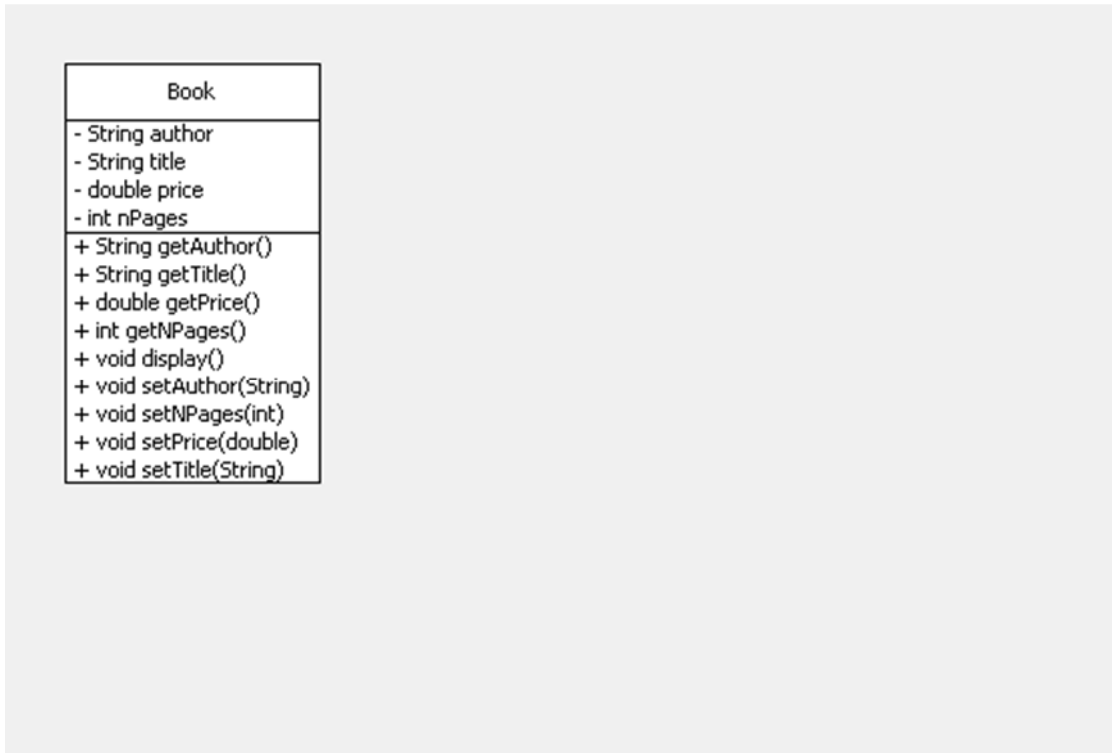 Book
- String author
- String title
- double price
- int nPages
+ String getAuthor()
+ String getTitle()
+ double getPrice()
+ int getNPages()
+ void display()
+ void setAuthor(String)
+ void setNPages(int)
+ void setPrice(double)
+ void setTitle(String)